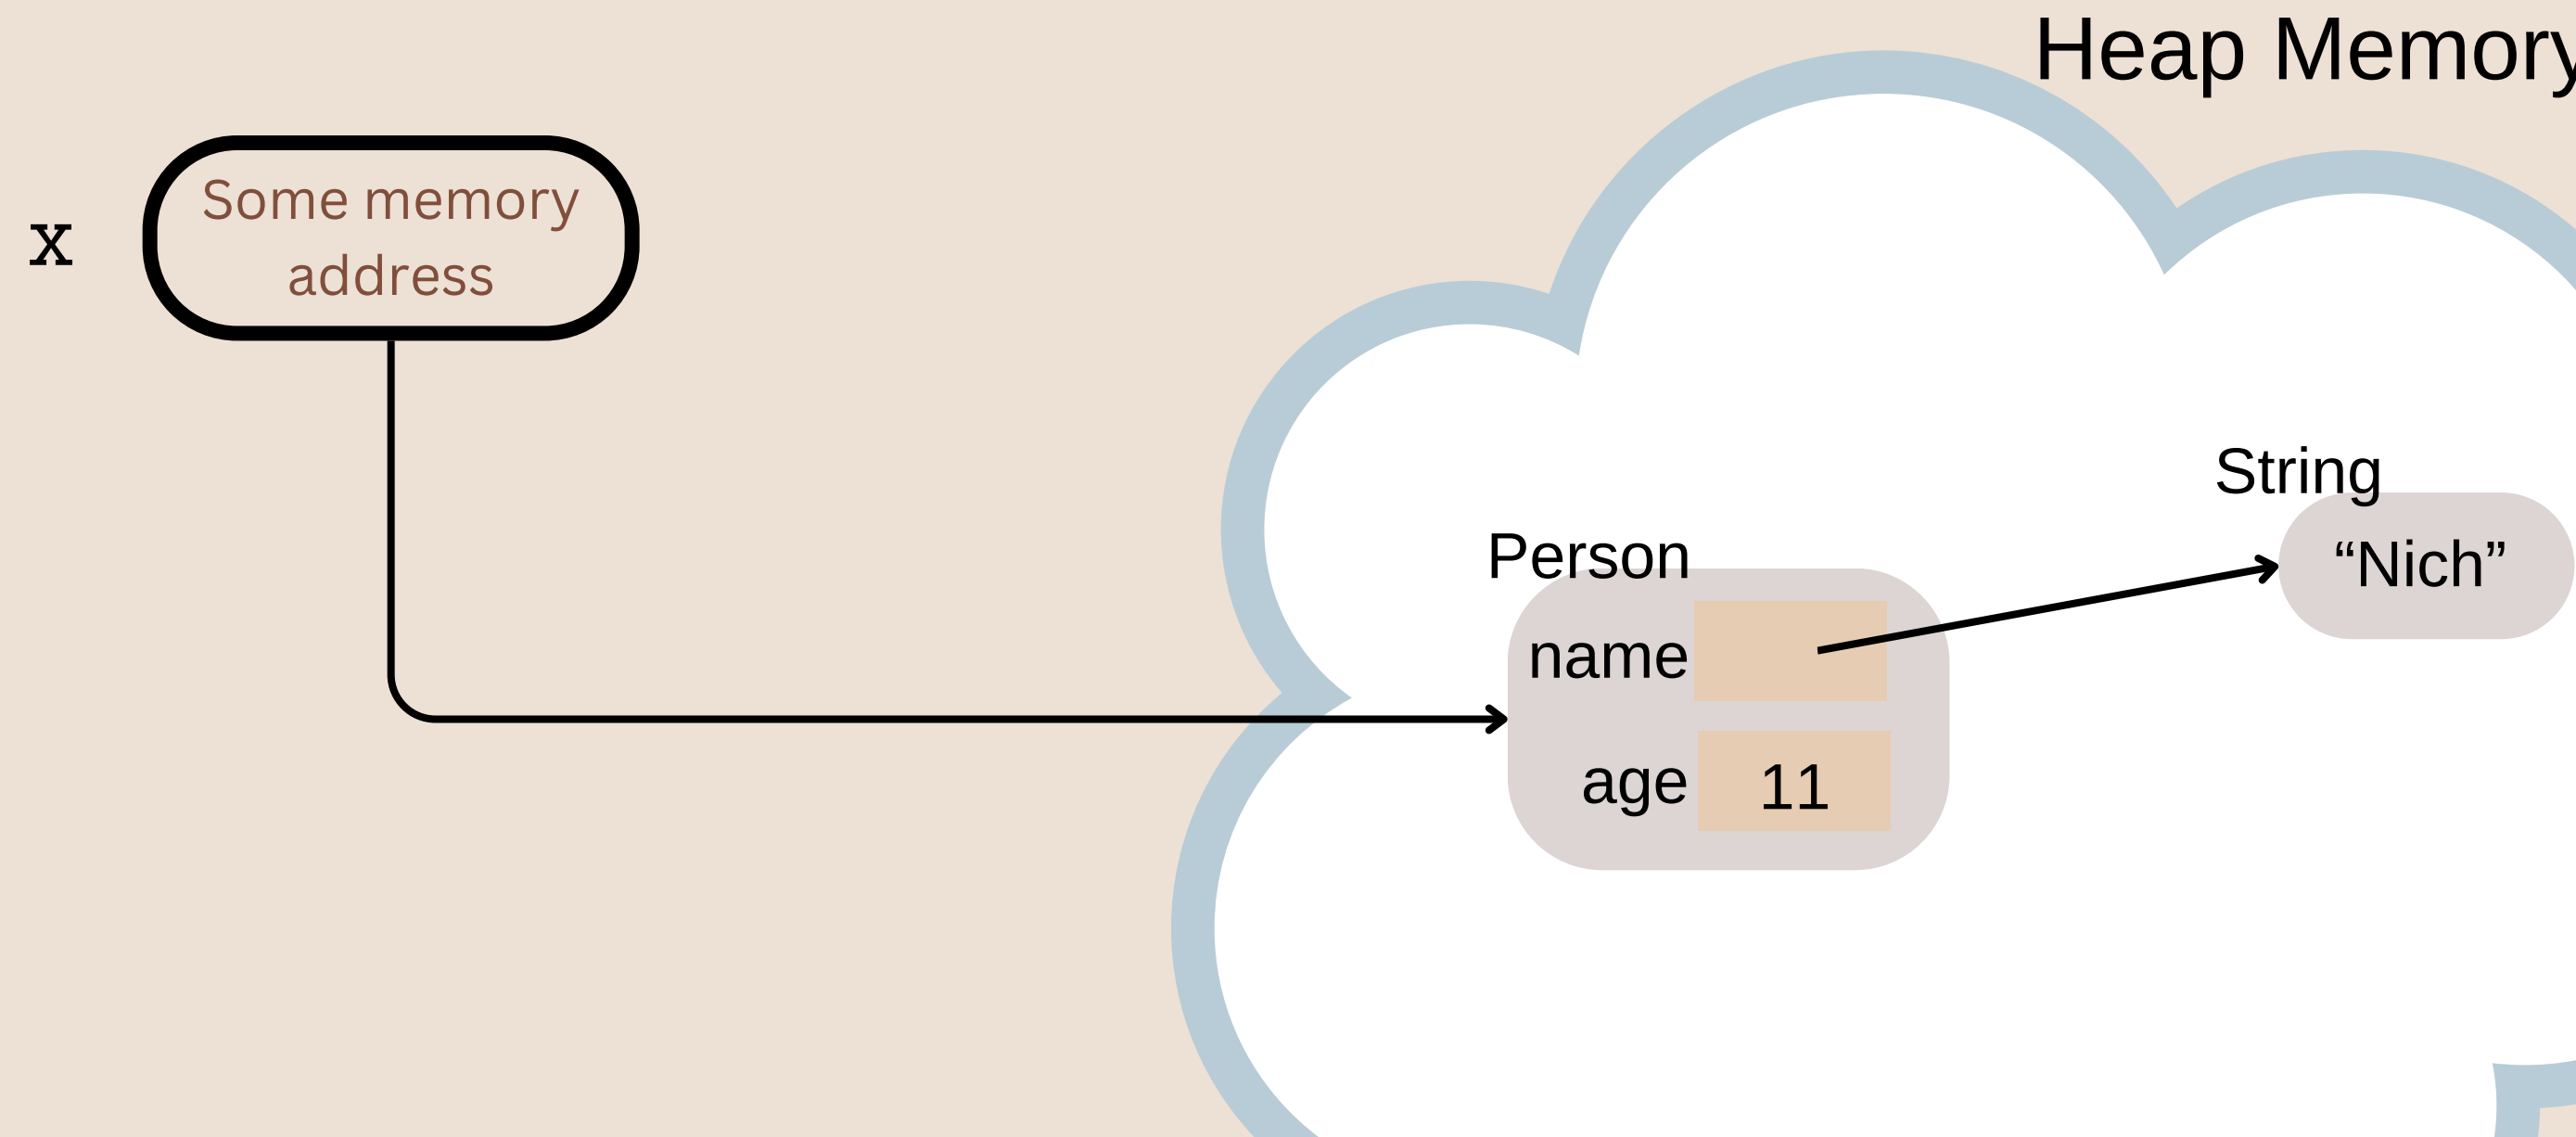 Heap Memory
x
Some memory
address
String
“Nich”
Person
name
age 11